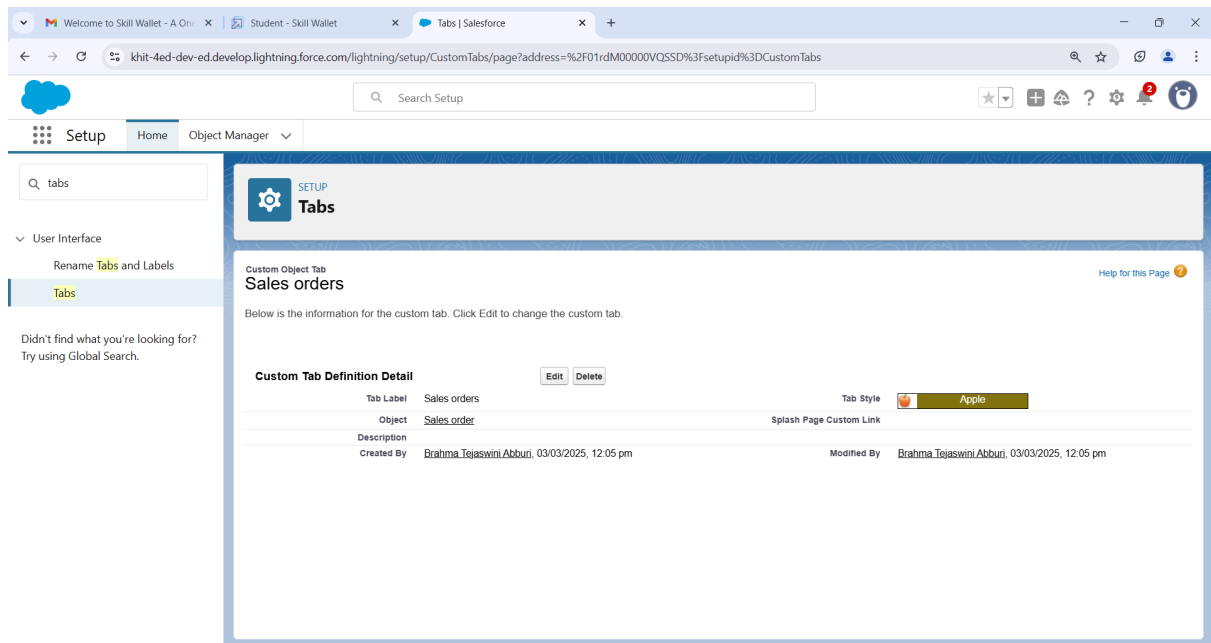 Welcome to Skill Wallet - A One
Student - Skill Wallet
Tabs | Salesforce
khit-4ed-dev-ed.develop.lightning.force.com/lightning/setup/CustomTabs/page?address=%2F01rdM00000VQSSD%3Fsetupid%3DCustomTabs
Search Setup
2
Setup
Home
Object Manager
tabs
User Interface
Rename Tabs and Labels
Tabs
Didn't find what you're looking for?
Try using Global Search.
SETUP
Tabs
Custom Object Tab
Sales orders
Help for this Page
Below is the information for the custom tab. Click Edit to change the custom tab.
Custom Tab Definition Detail Edit Delete
Tab Label Sales orders Tab Style Apple
Object Sales order Splash Page Custom Link
Description
Created By Brahma Tejaswini Abburi, 03/03/2025, 12:05 pm Modified By Brahma Tejaswini Abburi, 03/03/2025, 12:05 pm